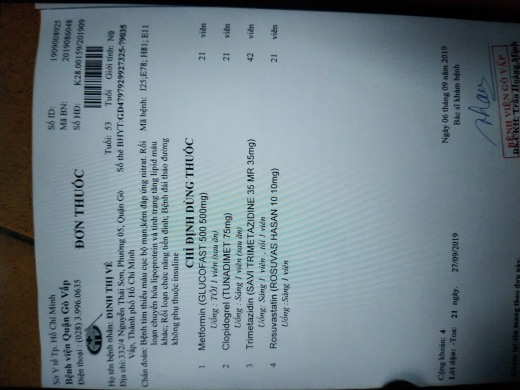 Sở Y tế Tp. Hồ Chí Minh
Bệnh viện Quận Gò Vấp
Điện thoại : (028) 3.996.0635
ĐƠN THUỐC
Số ID: 1909008925
Mã BN: 2019086048
Số HĐ: K28.00159/201909
Họ tên bệnh nhân: ĐINH THỊ VẺ Tuổi: 53 Tuổi Giới tính: Nữ
Địa chỉ: 332/4 Nguyễn Thái Sơn, Phường 05, Quận Gò Vấp, Thành phố Hồ Chí Minh
Số thẻ BHYT: GD4797929927325-79035
Chẩn đoán: Bệnh tim thiếu máu cục bộ mạn;kém đáp ứng nitrat. Rối
loạn chuyển hóa lipoprotein và tình trạng tăng lipid máu
khác; Rối loạn chức năng tiền đình; Bệnh đái tháo đường
không phụ thuộc insuline
Mã bệnh: I25;E78; H81; E11
CHỈ ĐỊNH DÙNG THUỐC
1 Metformin (GLUCOFAST 500 500mg) 21 viên
Uống : TỐI 1 viên (sau ăn)
2 Clopidogrel (TUNADIMET 75mg) 21 viên
Uống : Sáng 1 viên (sau ăn)
3 Trimetazidin (SAVI TRIMETAZIDINE 35 MR 35mg) 42 viên
Uống: Sáng 1 viên , tối 1 viên
4 Rosuvastatin (ROSUVAS HASAN 10 10mg) 21 viên
Uống :Sáng 1 viên
Cộng khoản: 4
Lời dặn: -Toa: 21 ngày. 27/09/2019
Ngày 06 tháng 09 năm 2019
Bác sĩ khám bệnh
BỆNH VIỆN GÒ VẤP
BS.CKII. Trần Hoàng Minh
mang theo đơn này.